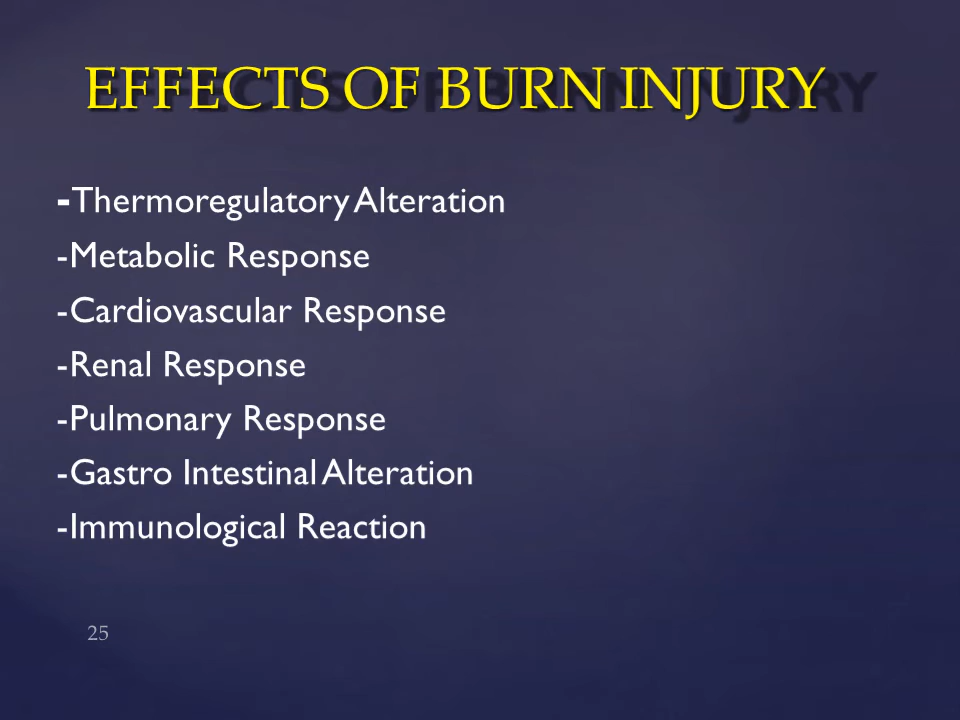 EFFECTS OF BURN INJURY
-Thermoregulatory Alteration
-Metabolic Response
-Cardiovascular Response
-Renal Response
-Pulmonary Response
-Gastro Intestinal Alteration
-Immunological Reaction
25